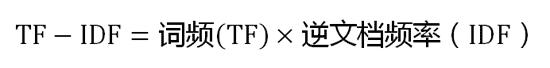 TF − IDF = 词频(TF) × 逆文档频率（IDF）